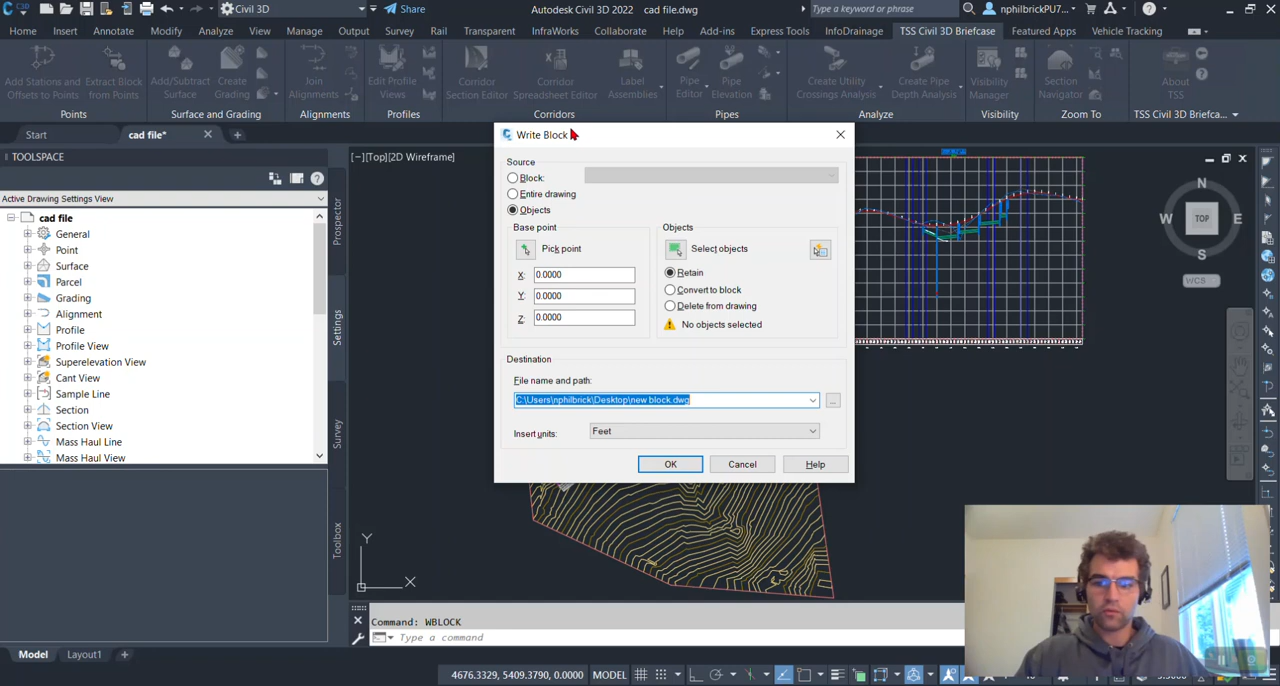 Civil 3D
Share
Autodesk Civil 3D 2022
cad file.dwg
Type a keyword or phrase
nphilbrickPU7...
Home
Insert
Annotate
Modify
Analyze
View
Manage
Output
Survey
Rail
Transparent
InfraWorks
Collaborate
Help
Add-ins
Express Tools
InfoDrainage
TSS Civil 3D Briefcase
Featured Apps
Vehicle Tracking
Add Stations and Offsets to Points
Extract Block from Points
Add/Subtract Surface
Create Grading
Join Alignments
Edit Profile Views
Corridor Section Editor
Corridor Spreadsheet Editor
Label Assemblies
Pipe Editor
Pipe Elevation
Create Utility Crossings Analysis
Create Pipe Depth Analysis
Visibility Manager
Section Navigator
About TSS
Points
Surface and Grading
Alignments
Profiles
Corridors
Pipes
Analyze
Visibility
Zoom To
TSS Civil 3D Briefca...
Start
cad file*
TOOLSPACE
Active Drawing Settings View
cad file
General
Point
Surface
Parcel
Grading
Alignment
Profile
Profile View
Superelevation View
Cant View
Sample Line
Section
Section View
Mass Haul Line
Mass Haul View
Prospector
Settings
Survey
Toolbox
[−][Top][2D Wireframe]
Write Block
Source
Block:
Entire drawing
Objects
Base point
Pick point
X: 0.0000
Y: 0.0000
Z: 0.0000
Objects
Select objects
Retain
Convert to block
Delete from drawing
No objects selected
Destination
File name and path:
C:\Users\nphilbrick\Desktop\new block.dwg
Insert units:
Feet
OK
Cancel
Help
N
W
TOP
E
S
WCS
Y
X
Command: WBLOCK
Type a command
Model
Layout1
4676.3329, 5409.3790, 0.0000
MODEL